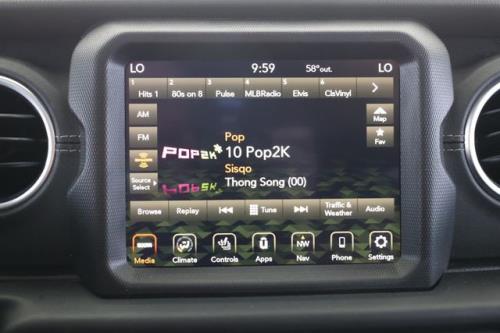 LO 9:59 58°out. LO
1 2 3 4 5 6
Hits 1 80s on 8 Pulse MLBRadio Elvis ClsVinyl
AM
Map
FM
Fav
Pop
POP2K 10 Pop2K
Sisqo
Source Select
Thong Song (00)
Browse Replay Tune Traffic & Weather Audio
NW
Media Climate Controls Apps Nav Phone Settings